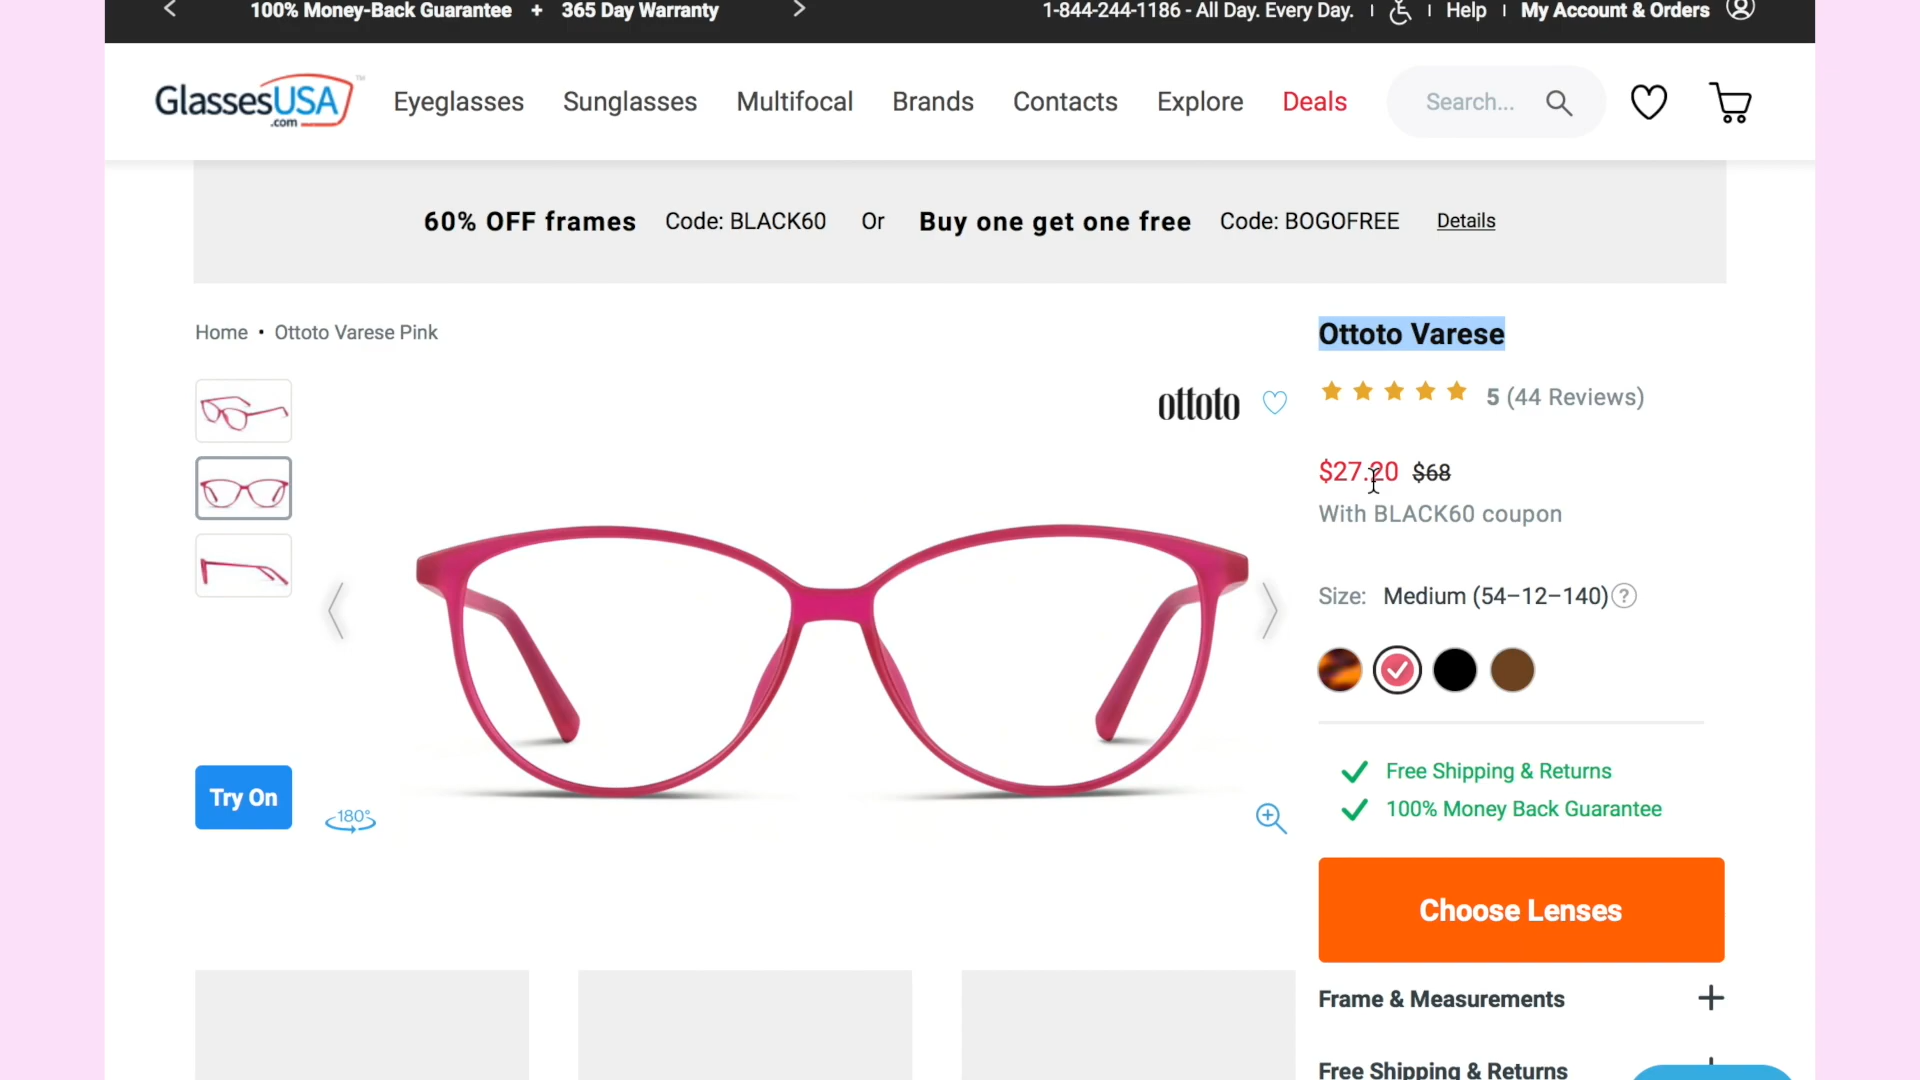 100% Money-Back Guarantee + 365 Day Warranty
1-844-244-1186 - All Day. Every Day. | | Help | My Account & Orders
GlassesUSA™
.com
Eyeglasses Sunglasses Multifocal Brands Contacts Explore Deals Search...
60% OFF frames Code: BLACK60 Or Buy one get one free Code: BOGOFREE Details
Home • Ottoto Varese Pink
ottoto
Try On
180°
Ottoto Varese
5 (44 Reviews)
$27.20 $68
With BLACK60 coupon
Size: Medium (54-12-140) ?
Free Shipping & Returns
100% Money Back Guarantee
Choose Lenses
Frame & Measurements +
Free Shipping & Returns